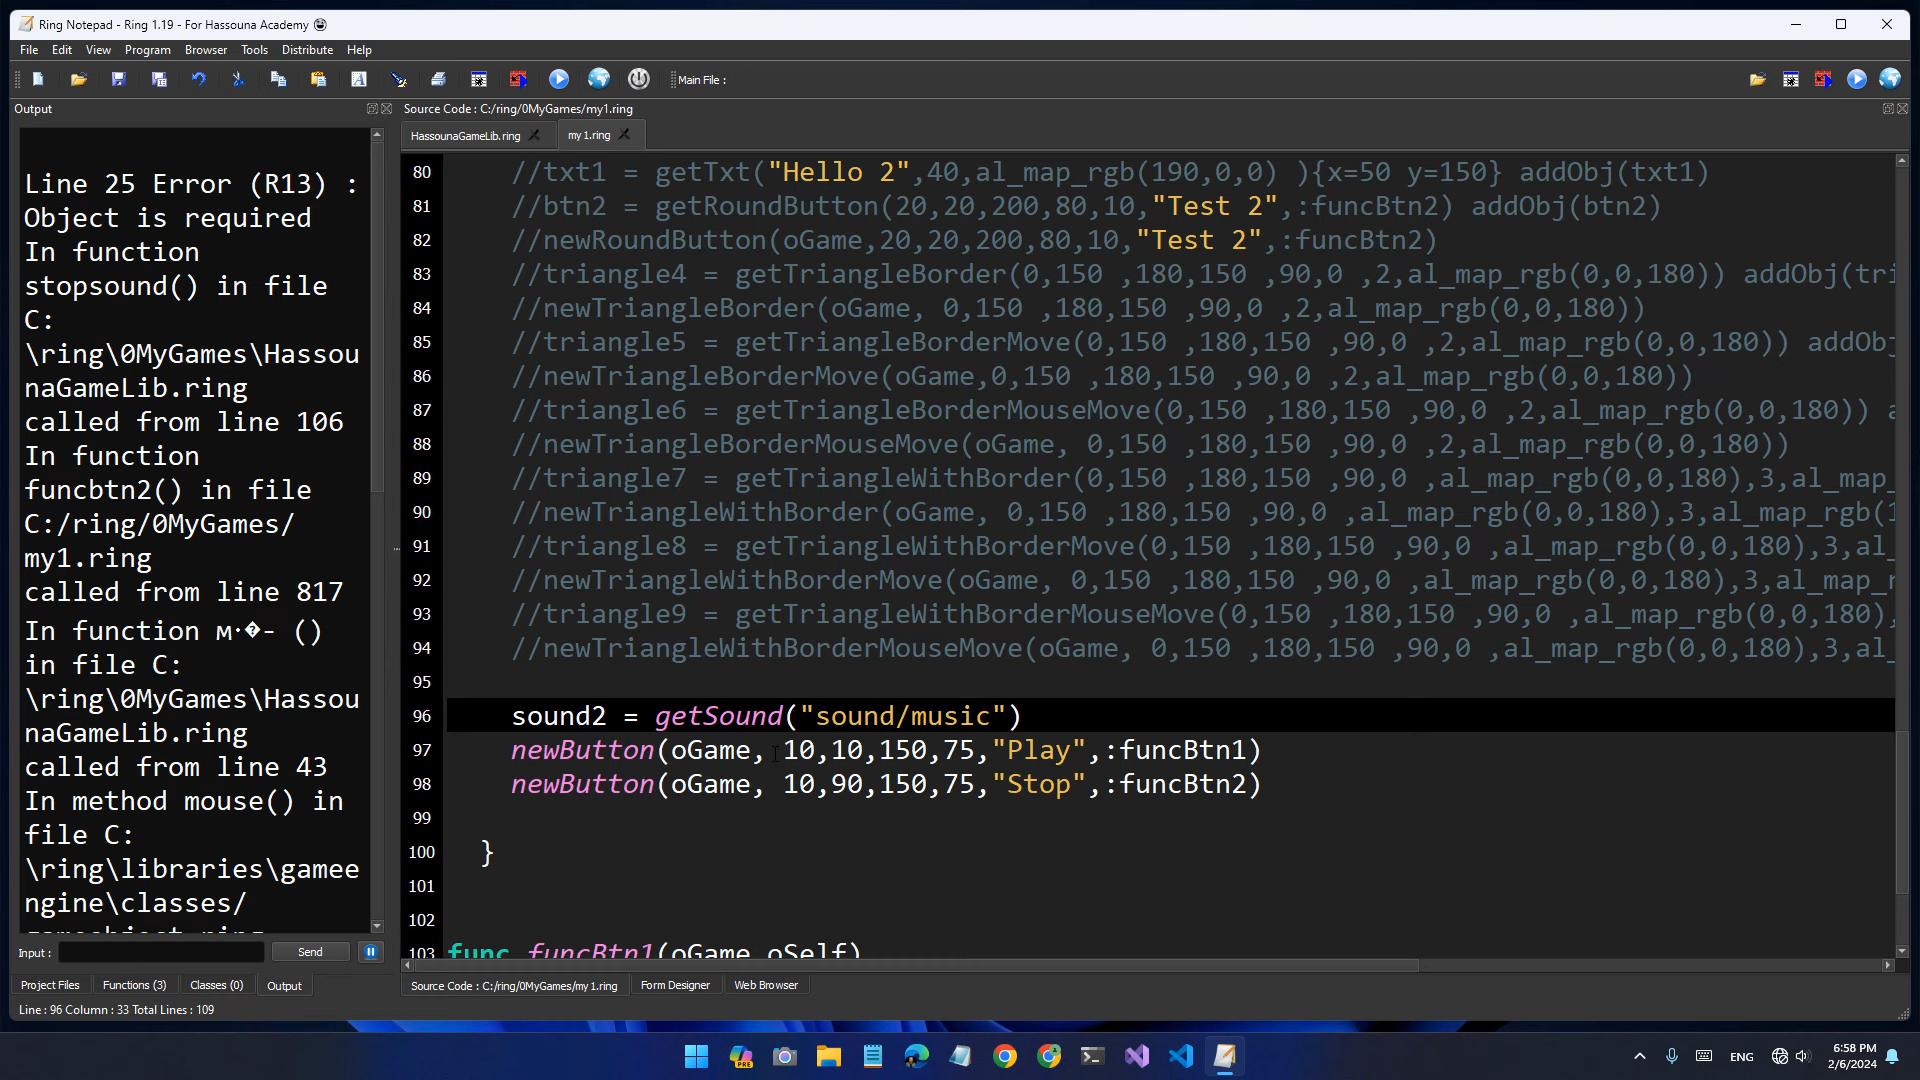 Ring Notepad - Ring 1.19 - For Hassouna Academy 😀
File Edit View Program Browser Tools Distribute Help
Main File :
Output
Line 25 Error (R13) :
Object is required
In function
stopsound() in file
C:
\ring\0MyGames\Hassou
naGameLib.ring
called from line 106
In function
funcbtn2() in file
C:/ring/0MyGames/
my1.ring
called from line 817
In function м·�- ()
in file C:
\ring\0MyGames\Hassou
naGameLib.ring
called from line 43
In method mouse() in
file C:
\ring\libraries\gamee
ngine\classes/
Input :
Send
Project Files Functions (3) Classes (0) Output
Line : 96 Column : 33 Total Lines : 109
Source Code : C:/ring/0MyGames/my1.ring
HassounaGameLib.ring my1.ring
80 //txt1 = getTxt("Hello 2",40,al_map_rgb(190,0,0) ){x=50 y=150} addObj(txt1)
81 //btn2 = getRoundButton(20,20,200,80,10,"Test 2",:funcBtn2) addObj(btn2)
82 //newRoundButton(oGame,20,20,200,80,10,"Test 2",:funcBtn2)
83 //triangle4 = getTriangleBorder(0,150 ,180,150 ,90,0 ,2,al_map_rgb(0,0,180)) addObj(tri
84 //newTriangleBorder(oGame, 0,150 ,180,150 ,90,0 ,2,al_map_rgb(0,0,180))
85 //triangle5 = getTriangleBorderMove(0,150 ,180,150 ,90,0 ,2,al_map_rgb(0,0,180)) addObj
86 //newTriangleBorderMove(oGame,0,150 ,180,150 ,90,0 ,2,al_map_rgb(0,0,180))
87 //triangle6 = getTriangleBorderMouseMove(0,150 ,180,150 ,90,0 ,2,al_map_rgb(0,0,180)) a
88 //newTriangleBorderMouseMove(oGame, 0,150 ,180,150 ,90,0 ,2,al_map_rgb(0,0,180))
89 //triangle7 = getTriangleWithBorder(0,150 ,180,150 ,90,0 ,al_map_rgb(0,0,180),3,al_map_
90 //newTriangleWithBorder(oGame, 0,150 ,180,150 ,90,0 ,al_map_rgb(0,0,180),3,al_map_rgb(1
91 //triangle8 = getTriangleWithBorderMove(0,150 ,180,150 ,90,0 ,al_map_rgb(0,0,180),3,al_
92 //newTriangleWithBorderMove(oGame, 0,150 ,180,150 ,90,0 ,al_map_rgb(0,0,180),3,al_map_r
93 //triangle9 = getTriangleWithBorderMouseMove(0,150 ,180,150 ,90,0 ,al_map_rgb(0,0,180),
94 //newTriangleWithBorderMouseMove(oGame, 0,150 ,180,150 ,90,0 ,al_map_rgb(0,0,180),3,al_
95
96 sound2 = getSound("sound/music")
97 newButton(oGame, 10,10,150,75,"Play",:funcBtn1)
98 newButton(oGame, 10,90,150,75,"Stop",:funcBtn2)
99
100 }
101
102
103 func funcBtn1(oGame,oSelf)
Source Code : C:/ring/0MyGames/my1.ring Form Designer Web Browser
ENG
6:58 PM
2/6/2024